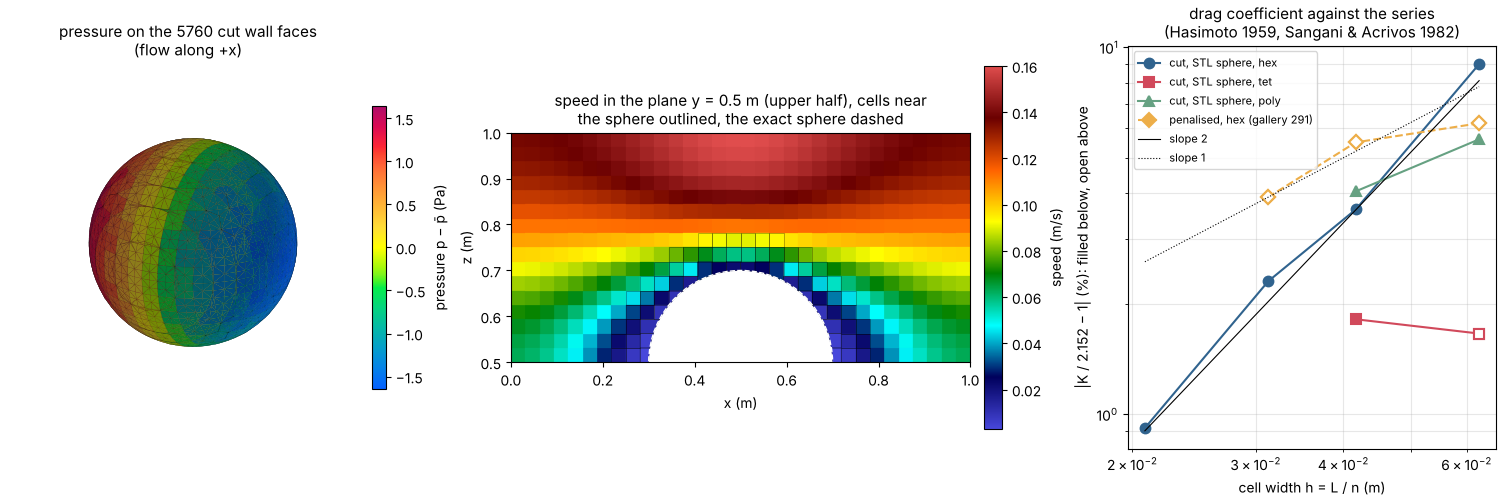 pressure on the 5760 cut wall faces
(flow along +x)
1.5
1.0
0.5
0.0
−0.5
−1.0
−1.5
pressure p − p̄ (Pa)
speed in the plane y = 0.5 m (upper half), cells near
the sphere outlined, the exact sphere dashed
1.0
0.9
0.8
0.7
0.6
0.5
z (m)
0.0
0.2
0.4
0.6
0.8
1.0
x (m)
0.16
0.14
0.12
0.10
0.08
0.06
0.04
0.02
speed (m/s)
drag coefficient against the series
(Hasimoto 1959, Sangani & Acrivos 1982)
cut, STL sphere, hex
cut, STL sphere, tet
cut, STL sphere, poly
penalised, hex (gallery 291)
slope 2
slope 1
10¹
10⁰
|K / 2.152 − 1| (%): filled below, open above
2 × 10⁻²
3 × 10⁻²
4 × 10⁻²
6 × 10⁻²
cell width h = L / n (m)